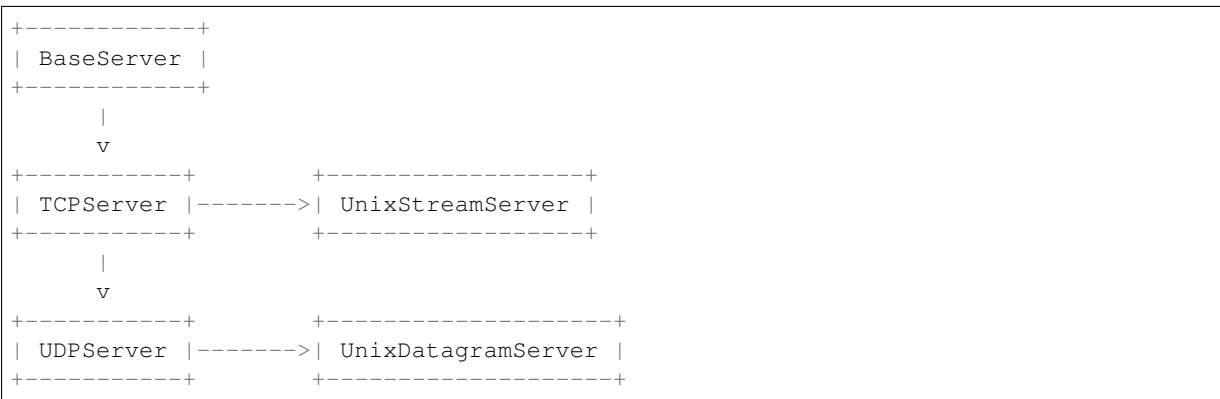 +------------+
| BaseServer |
+------------+
      |
      v
+-----------+        +------------------+
| TCPServer |------->| UnixStreamServer |
+-----------+        +------------------+
      |
      v
+-----------+        +--------------------+
| UDPServer |------->| UnixDatagramServer |
+-----------+        +--------------------+